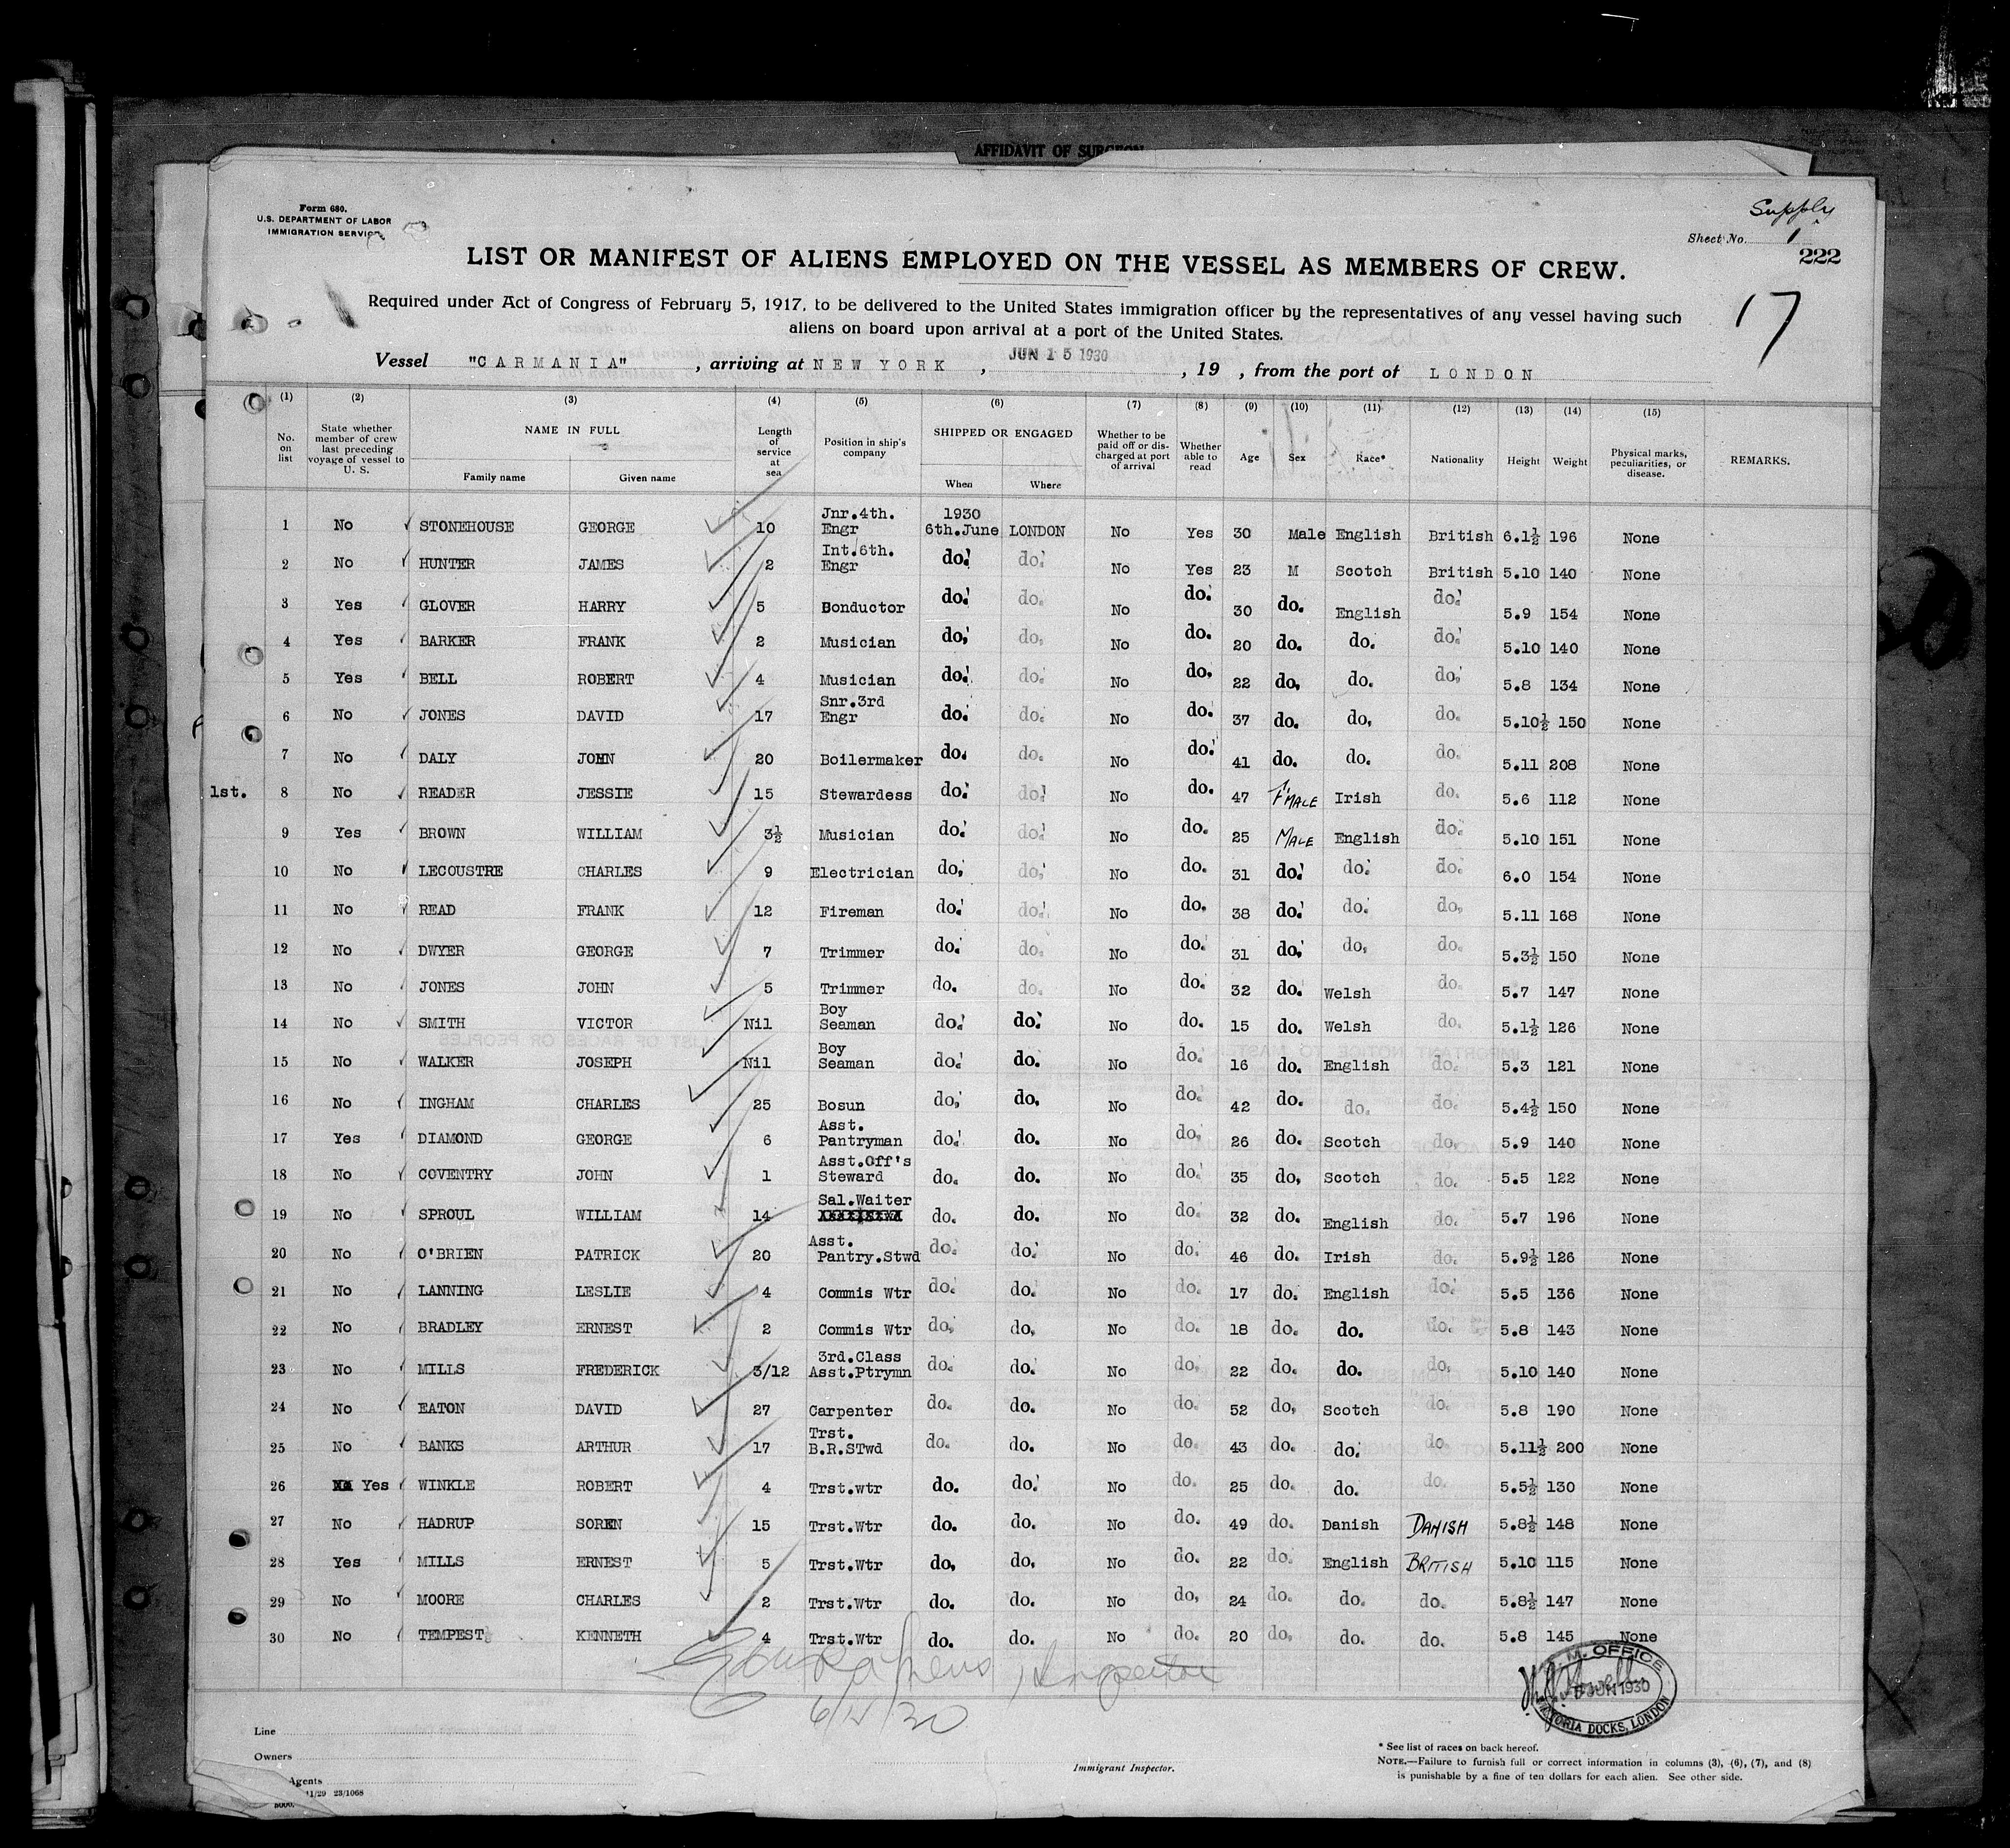 AFFIDAVIT OF SURGEON
Form 680.
U.S. DEPARTMENT OF LABOR
IMMIGRATION SERVICE
Supply
Sheet No. 1
222
17
LIST OR MANIFEST OF ALIENS EMPLOYED ON THE VESSEL AS MEMBERS OF CREW.
Required under Act of Congress of February 5, 1917, to be delivered to the United States immigration officer by the representatives of any vessel having such
aliens on board upon arrival at a port of the United States.
Vessel "CARMANIA", arriving at NEW YORK, JUN 15 1930, 19 , from the port of LONDON
(1) (2) (3) (4) (5) (6) (7) (8) (9) (10) (11) (12) (13) (14) (15)
No. on list State whether member of crew last preceding voyage of vessel to U. S. NAME IN FULL Family name Given name Length of service at sea Position in ship's company SHIPPED OR ENGAGED When Where Whether to be paid off or discharged at port of arrival Whether able to read Age Sex Race* Nationality Height Weight Physical marks, peculiarities, or disease. REMARKS.
1 No STONEHOUSE GEORGE 10 Jnr.4th. Engr 1930 6th.June LONDON No Yes 30 Male English British 6.1½ 196 None
2 No HUNTER JAMES 2 Int.6th. Engr do. do. No Yes 23 M Scotch British 5.10 140 None
3 Yes GLOVER HARRY 5 Bonductor do. do. No do. 30 do. English do. 5.9 154 None
4 Yes BARKER FRANK 2 Musician do. do. No do. 20 do. do. do. 5.10 140 None
5 Yes BELL ROBERT 4 Musician do. do. No do. 22 do. do. do. 5.8 134 None
6 No JONES DAVID 17 Snr.3rd Engr do. do. No do. 37 do. do. do. 5.10½ 150 None
7 No DALY JOHN 20 Boilermaker do. do. No do. 41 do. do. do. 5.11 208 None
1st. 8 No READER JESSIE 15 Stewardess do. do. No do. 47 F'MALE Irish do. 5.6 112 None
9 Yes BROWN WILLIAM 3½ Musician do. do. No do. 25 MALE English do. 5.10 151 None
10 No LECOUSTRE CHARLES 9 Electrician do. do. No do. 31 do. do. do. 6.0 154 None
11 No READ FRANK 12 Fireman do. do. No do. 38 do. do. do. 5.11 168 None
12 No DWYER GEORGE 7 Trimmer do. do. No do. 31 do. do. do. 5.3½ 150 None
13 No JONES JOHN 5 Trimmer do. do. No do. 32 do. Welsh do. 5.7 147 None
14 No SMITH VICTOR Nil Boy Seaman do. do. No do. 15 do. Welsh do. 5.1½ 126 None
15 No WALKER JOSEPH Nil Boy Seaman do. do. No do. 16 do. English do. 5.3 121 None
16 No INGHAM CHARLES 25 Bosun do. do. No do. 42 do. do. do. 5.4½ 150 None
17 Yes DIAMOND GEORGE 6 Asst. Pantryman do. do. No do. 26 do. Scotch do. 5.9 140 None
18 No COVENTRY JOHN 1 Asst.Off's Steward do. do. No do. 35 do. Scotch do. 5.5 122 None
19 No SPROUL WILLIAM 14 Sal.Waiter do. do. No do. 32 do. English do. 5.7 196 None
20 No O'BRIEN PATRICK 20 Asst. Pantry.Stwd do. do. No do. 46 do. Irish do. 5.9½ 126 None
21 No LANNING LESLIE 4 Commis Wtr do. do. No do. 17 do. English do. 5.5 136 None
22 No BRADLEY ERNEST 2 Commis Wtr do. do. No do. 18 do. do. do. 5.8 143 None
23 No MILLS FREDERICK 3/12 3rd.Class Asst.Ptrymn do. do. No do. 22 do. do. do. 5.10 140 None
24 No EATON DAVID 27 Carpenter do. do. No do. 52 do. Scotch do. 5.8 190 None
25 No BANKS ARTHUR 17 Trst. B.R.STwd do. do. No do. 43 do. do. do 5.11½ 200 None
26 Yes WINKLE ROBERT 4 Trst.wtr do. do. No do. 25 do. do. do. 5.5½ 130 None
27 No HADRUP SOREN 15 Trst.Wtr do. do. No do. 49 do. Danish DANISH 5.8½ 148 None
28 Yes MILLS ERNEST 5 Trst.Wtr do. do. No do. 22 do. English BRITISH 5.10 115 None
29 No MOORE CHARLES 2 Trst.Wtr do. do. No do. 24 do. do. do. 5.8½ 147 None
30 No TEMPEST KENNETH 4 Trst.Wtr do. do. No do. 20 do. do. do. 5.8 145 None
Inspector
M. OFFICE
JUN 1930
VICTORIA DOCKS, LONDON
Line
Owners
Agents
11/29 23/1068
Immigrant Inspector.
* See list of races on back hereof.
NOTE.—Failure to furnish full or correct information in columns (3), (6), (7), and (8)
is punishable by a fine of ten dollars for each alien. See other side.